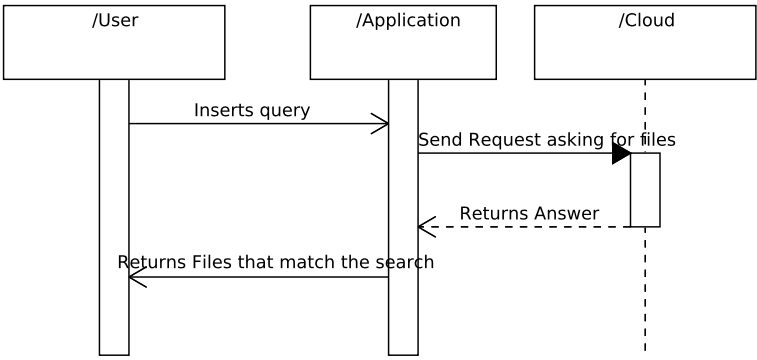 /User
/Application
/Cloud
Inserts query
Send Request asking for files
Returns Answer
Returns Files that match the search